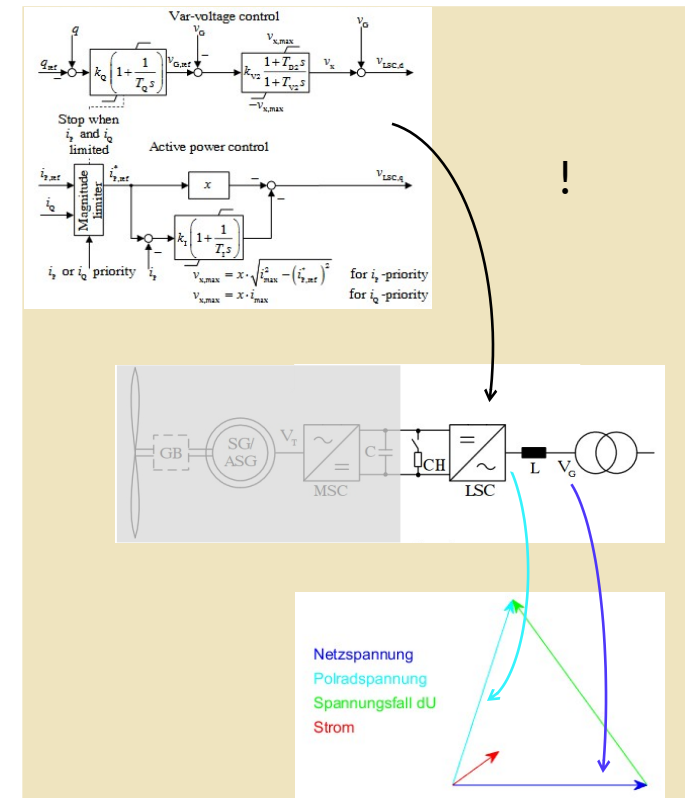 Var-voltage control
q
v_G
v_x,max
v_G
q_ref
k_Q (1 + 1/(T_Q s))
v_G,ref
k_V2 (1+T_D2 s)/(1+T_V2 s)
v_x
v_LSC,d
−v_x,max
Stop when
i_P and i_Q
limited
Active power control
i_P,ref
i_Q
Magnitude
limiter
i*_P,ref
x
v_LSC,q
k_I (1 + 1/(T_I s))
i_P or i_Q priority
i_P
v_x,max = x·√(i²_max − (i*_P,ref)²) for i_P-priority
v_x,max = x·i_max for i_Q-priority
!
GB
SG/
ASG
V_T
MSC
C
CH
LSC
L
V_G
Netzspannung
Polradspannung
Spannungsfall dU
Strom